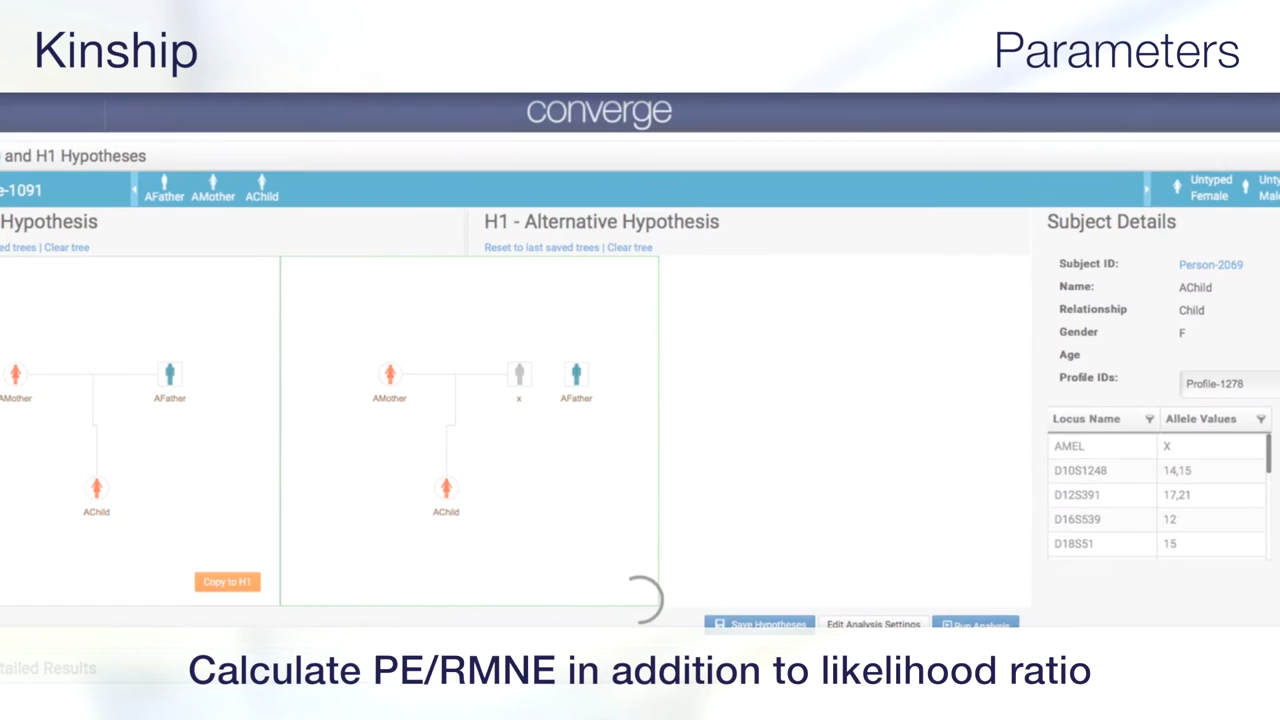 Kinship
Parameters
converge
and H1 Hypotheses
e-1091
AFather AMother AChild
Untyped Female
Hypothesis
H1 - Alternative Hypothesis
Subject Details
ed trees | Clear tree
Reset to last saved trees | Clear tree
Subject ID: Person-2069
Name: AChild
Relationship Child
Gender F
Age
Profile IDs: Profile-1278
AMother AFather
AMother x AFather
Locus Name Allele Values
AMEL X
D10S1248 14,15
D12S391 17,21
D16S539 12
D18S51 15
AChild
AChild
Copy to H1
Save Hypotheses Edit Analysis Settings Run Analysis
tailed Results
Calculate PE/RMNE in addition to likelihood ratio